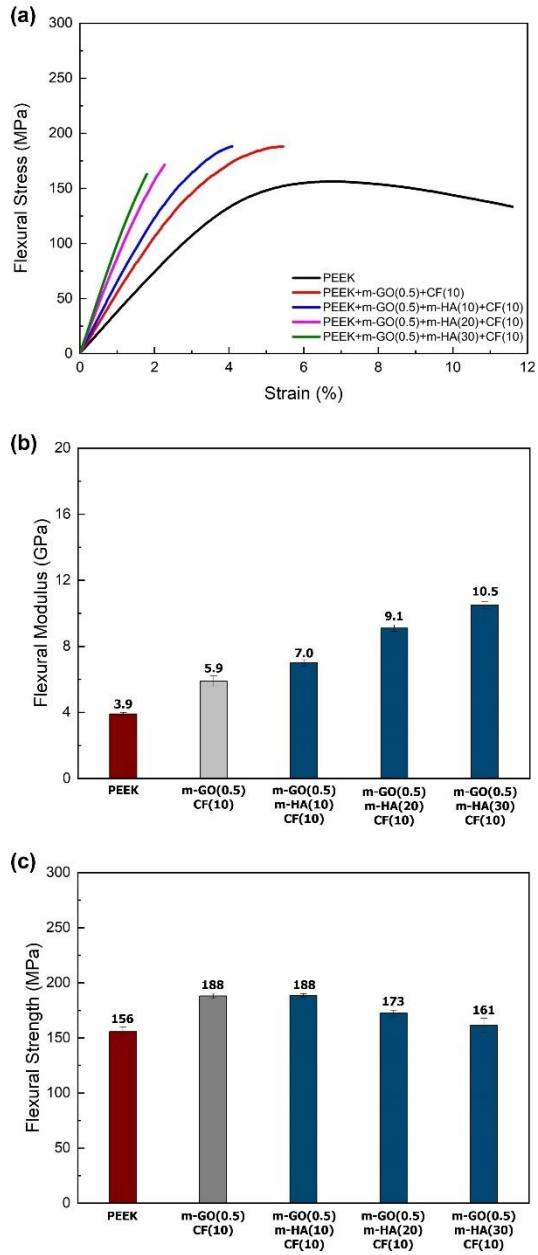 (a)
300
250
200
150
100
50
0
Flexural Stress (MPa)
PEEK
PEEK+m-GO(0.5)+CF(10)
PEEK+m-GO(0.5)+m-HA(10)+CF(10)
PEEK+m-GO(0.5)+m-HA(20)+CF(10)
PEEK+m-GO(0.5)+m-HA(30)+CF(10)
0 2 4 6 8 10 12
Strain (%)
(b)
20
16
12
8
4
0
Flexural Modulus (GPa)
3.9 5.9 7.0 9.1 10.5
PEEK m-GO(0.5) m-GO(0.5) m-GO(0.5) m-GO(0.5)
CF(10) m-HA(10) m-HA(20) m-HA(30)
CF(10) CF(10) CF(10)
(c)
300
250
200
150
100
50
0
Flexural Strength (MPa)
156 188 188 173 161
PEEK m-GO(0.5) m-GO(0.5) m-GO(0.5) m-GO(0.5)
CF(10) m-HA(10) m-HA(20) m-HA(30)
CF(10) CF(10) CF(10)